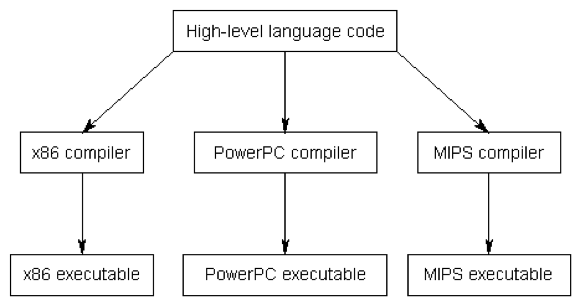 High-level language code
x86 compiler
PowerPC compiler
MIPS compiler
x86 executable
PowerPC executable
MIPS executable